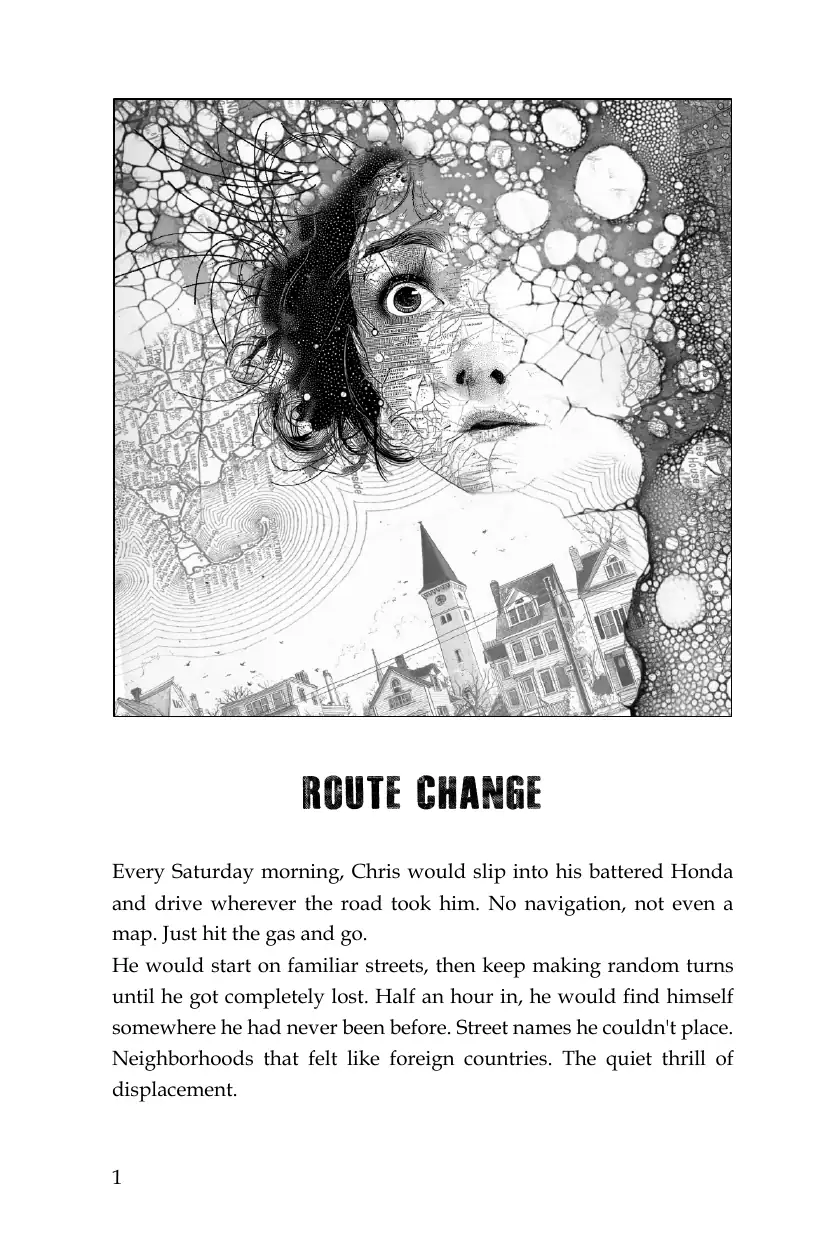 side
ROUTE CHANGE
Every Saturday morning, Chris would slip into his battered Honda
and drive wherever the road took him. No navigation, not even a
map. Just hit the gas and go.
He would start on familiar streets, then keep making random turns
until he got completely lost. Half an hour in, he would find himself
somewhere he had never been before. Street names he couldn't place.
Neighborhoods that felt like foreign countries. The quiet thrill of
displacement.
1